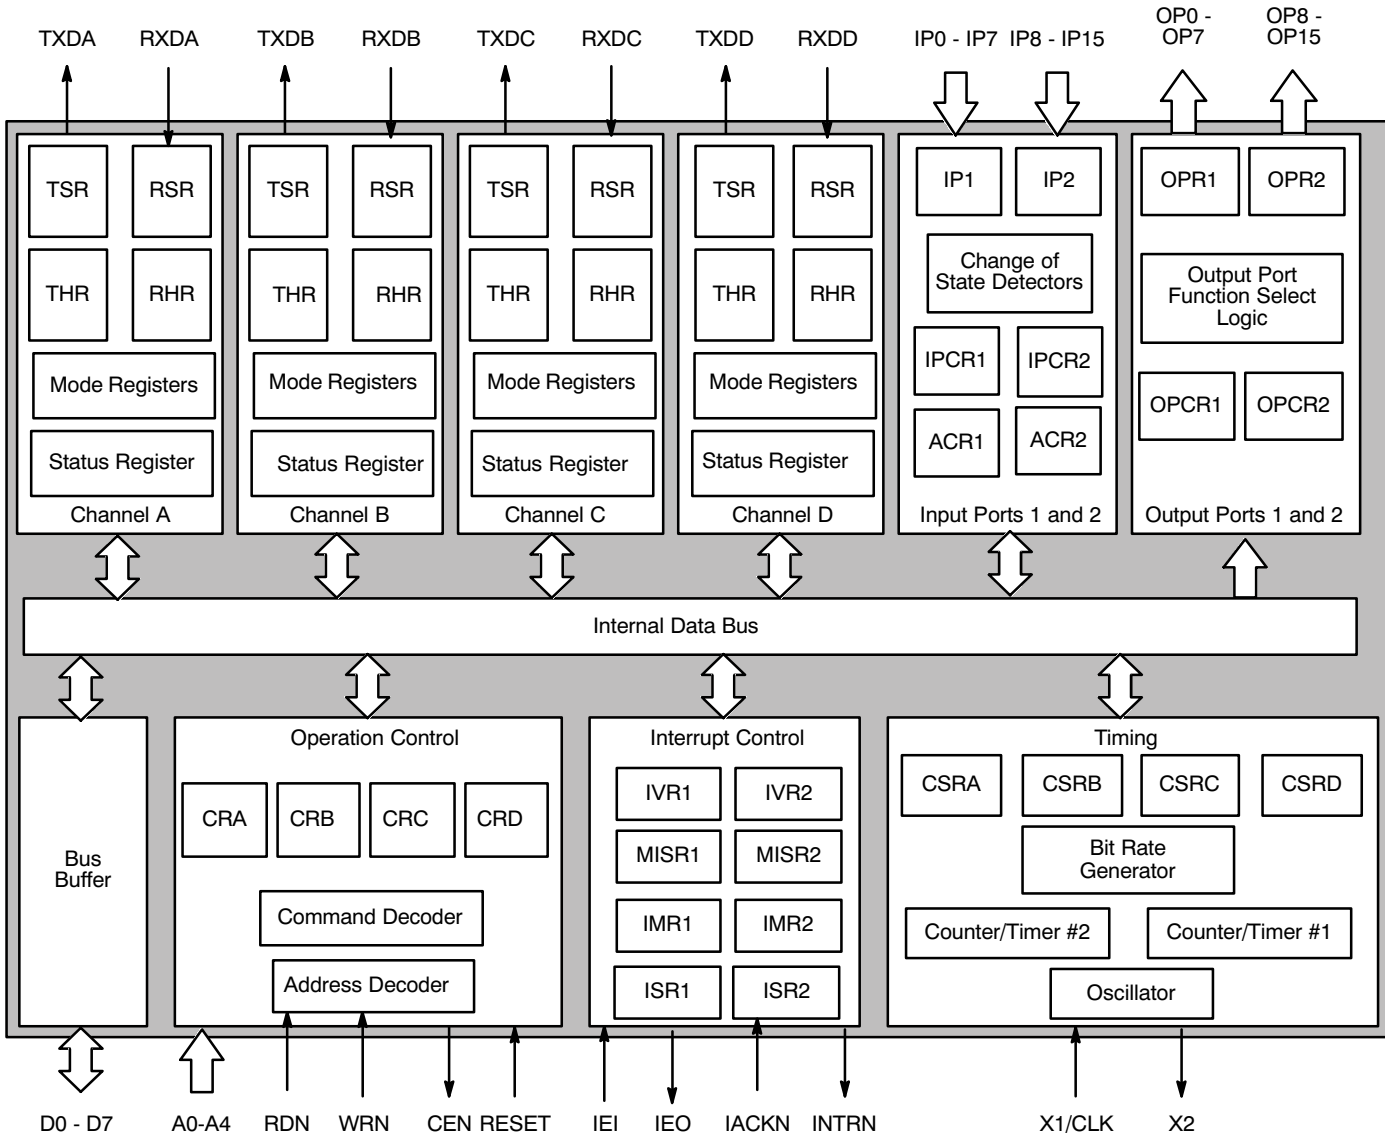 TXDA RXDA TXDB RXDB TXDC RXDC TXDD RXDD IP0 - IP7 IP8 - IP15
OP0 -
OP7
OP8 -
OP15
TSR RSR
THR RHR
Mode Registers
Status Register
Channel A
TSR RSR
THR RHR
Mode Registers
Status Register
Channel B
TSR RSR
THR RHR
Mode Registers
Status Register
Channel C
TSR RSR
THR RHR
Mode Registers
Status Register
Channel D
IP1 IP2
Change of
State Detectors
IPCR1 IPCR2
ACR1 ACR2
Input Ports 1 and 2
OPR1 OPR2
Output Port
Function Select
Logic
OPCR1 OPCR2
Output Ports 1 and 2
Internal Data Bus
Bus
Buffer
Operation Control
CRA CRB CRC CRD
Command Decoder
Address Decoder
Interrupt Control
IVR1 IVR2
MISR1 MISR2
IMR1 IMR2
ISR1 ISR2
Timing
CSRA CSRB CSRC CSRD
Bit Rate
Generator
Counter/Timer #2 Counter/Timer #1
Oscillator
D0 - D7 A0-A4 RDN WRN CEN RESET IEI IEO IACKN INTRN X1/CLK X2